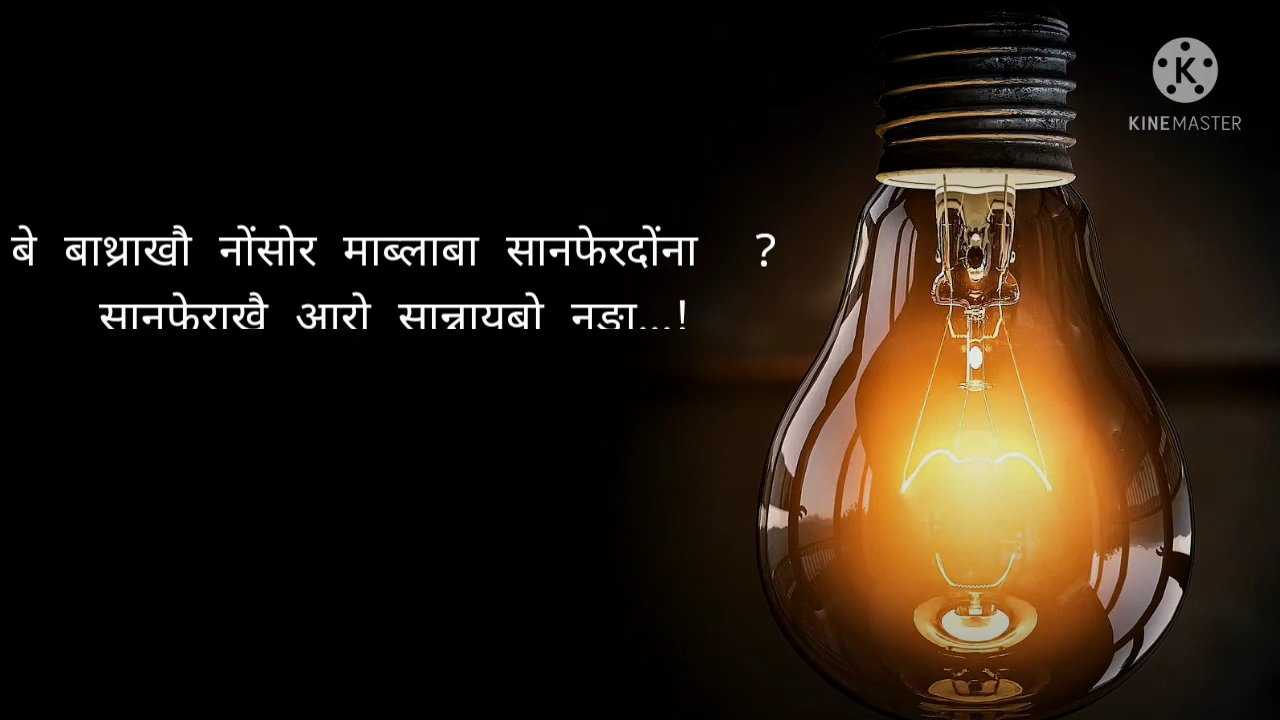 बे बाथ्राखौ नोंसोर माब्लाबा सानफेरदोंना ?
सानफेराखै आरो सान्नायबो नङा...!
KINEMASTER